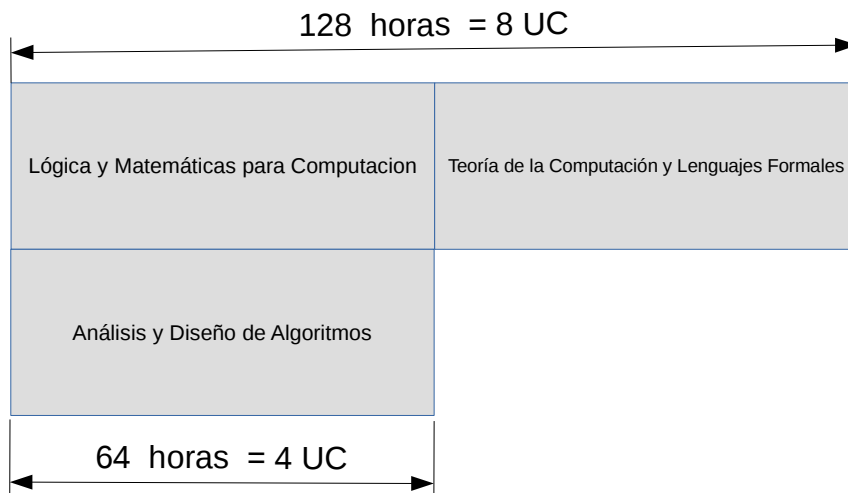 128 horas = 8 UC
Lógica y Matemáticas para Computacion
Teoría de la Computación y Lenguajes Formales
Análisis y Diseño de Algoritmos
64 horas = 4 UC